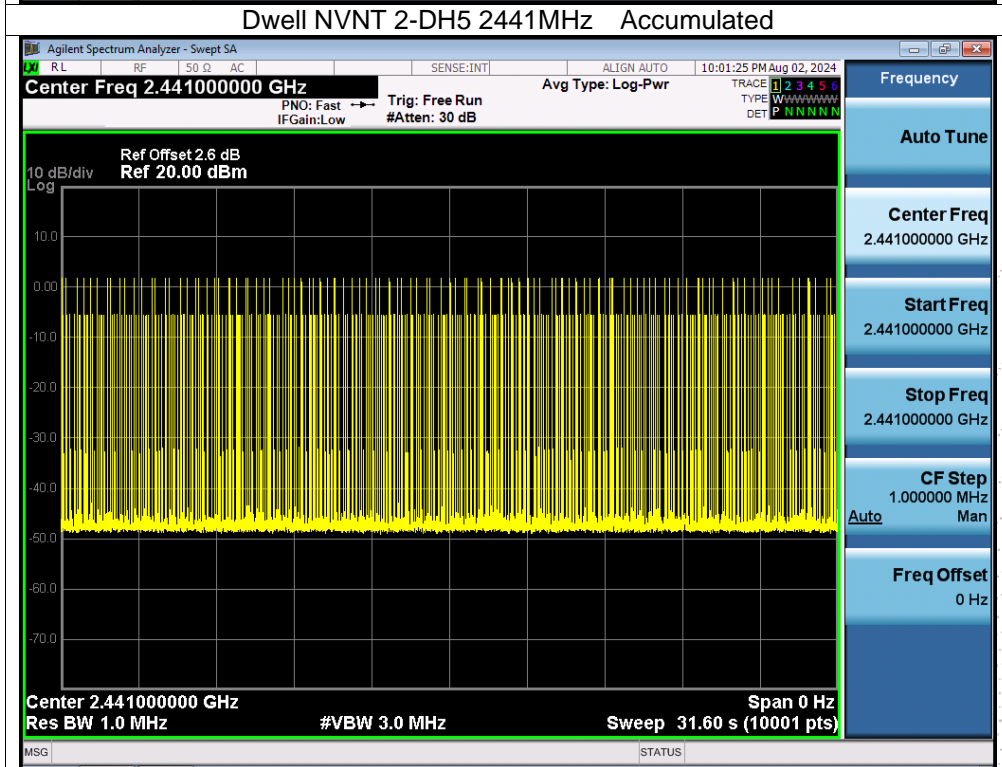 Dwell NVNT 2-DH5 2441MHz Accumulated
Agilent Spectrum Analyzer - Swept SA
LXI RL RF 50 Ω AC SENSE:INT ALIGN AUTO 10:01:25 PM Aug 02, 2024
Center Freq 2.441000000 GHz
PNO: Fast
IFGain:Low
Trig: Free Run
#Atten: 30 dB
Avg Type: Log-Pwr
TRACE 1 2 3 4 5 6
TYPE WWWWWW
DET P N N N N N
Frequency
Auto Tune
Center Freq
2.441000000 GHz
Start Freq
2.441000000 GHz
Stop Freq
2.441000000 GHz
CF Step
1.000000 MHz
Auto Man
Freq Offset
0 Hz
Ref Offset 2.6 dB
10 dB/div Ref 20.00 dBm
Log
10.0
0.00
-10.0
-20.0
-30.0
-40.0
-50.0
-60.0
-70.0
Center 2.441000000 GHz Span 0 Hz
Res BW 1.0 MHz #VBW 3.0 MHz Sweep 31.60 s (10001 pts)
MSG STATUS